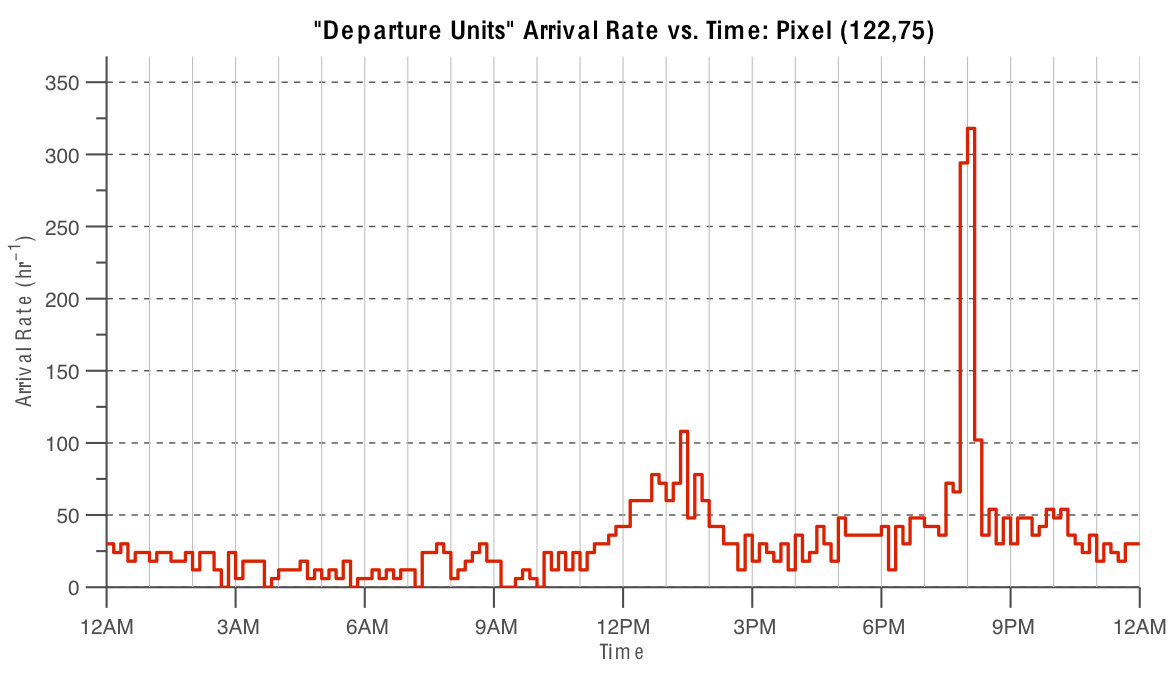 "Departure Units" Arrival Rate vs. Time: Pixel (122,75)
350
300
250
200
150
100
50
0
Arrival Rate (hr⁻¹)
12AM 3AM 6AM 9AM 12PM 3PM 6PM 9PM 12AM
Time